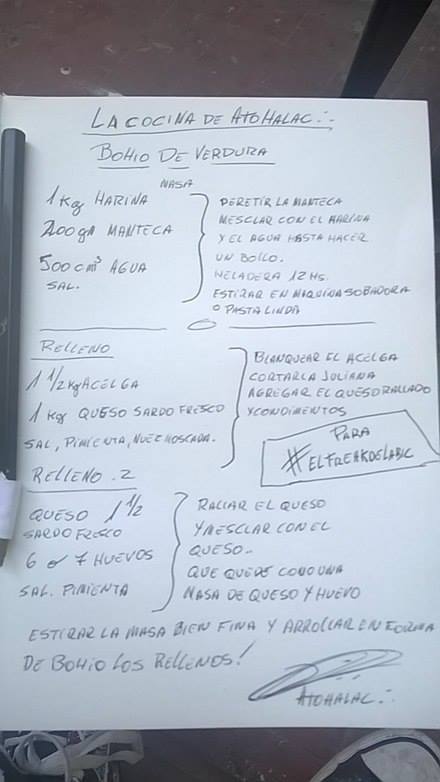 LA COCINA DE ATOHALAC.·.
BOHIO DE VERDURA
MASA
1 Kg HARINA
200 gr MANTECA
500 cm³ AGUA
SAL.
DERETIR LA MANTECA
MESCLAR CON EL HARINA
Y EL AGUA HASTA HACER
UN BOLLO.
HELADERA 12 HS.
ESTIRAR EN MAQUINA SOBADORA
O PASTA LINDA
RELLENO
1 1/2 Kg ACELGA
1 Kg QUESO SARDO FRESCO
SAL, PIMIENTA, NUEZ MOSCADA.
BLANQUEAR EL ACELGA
CORTARLA JULIANA
AGREGAR EL QUESO RALLADO
Y CONDIMENTOS
PARA
#ELFREAKDELABIC
RELLENO. 2
QUESO 1 1/2
SARDO FRESCO
6 o 7 HUEVOS
SAL. PIMIENTA
RALLAR EL QUESO
Y MESCLAR CON EL
QUESO..
QUE QUEDE COMO UNA
MASA DE QUESO Y HUEVO
ESTIRAR LA MASA BIEN FINA Y ARROLLAR EN FORMA
DE BOHIO LOS RELLENOS!
ATOHALAC.·.